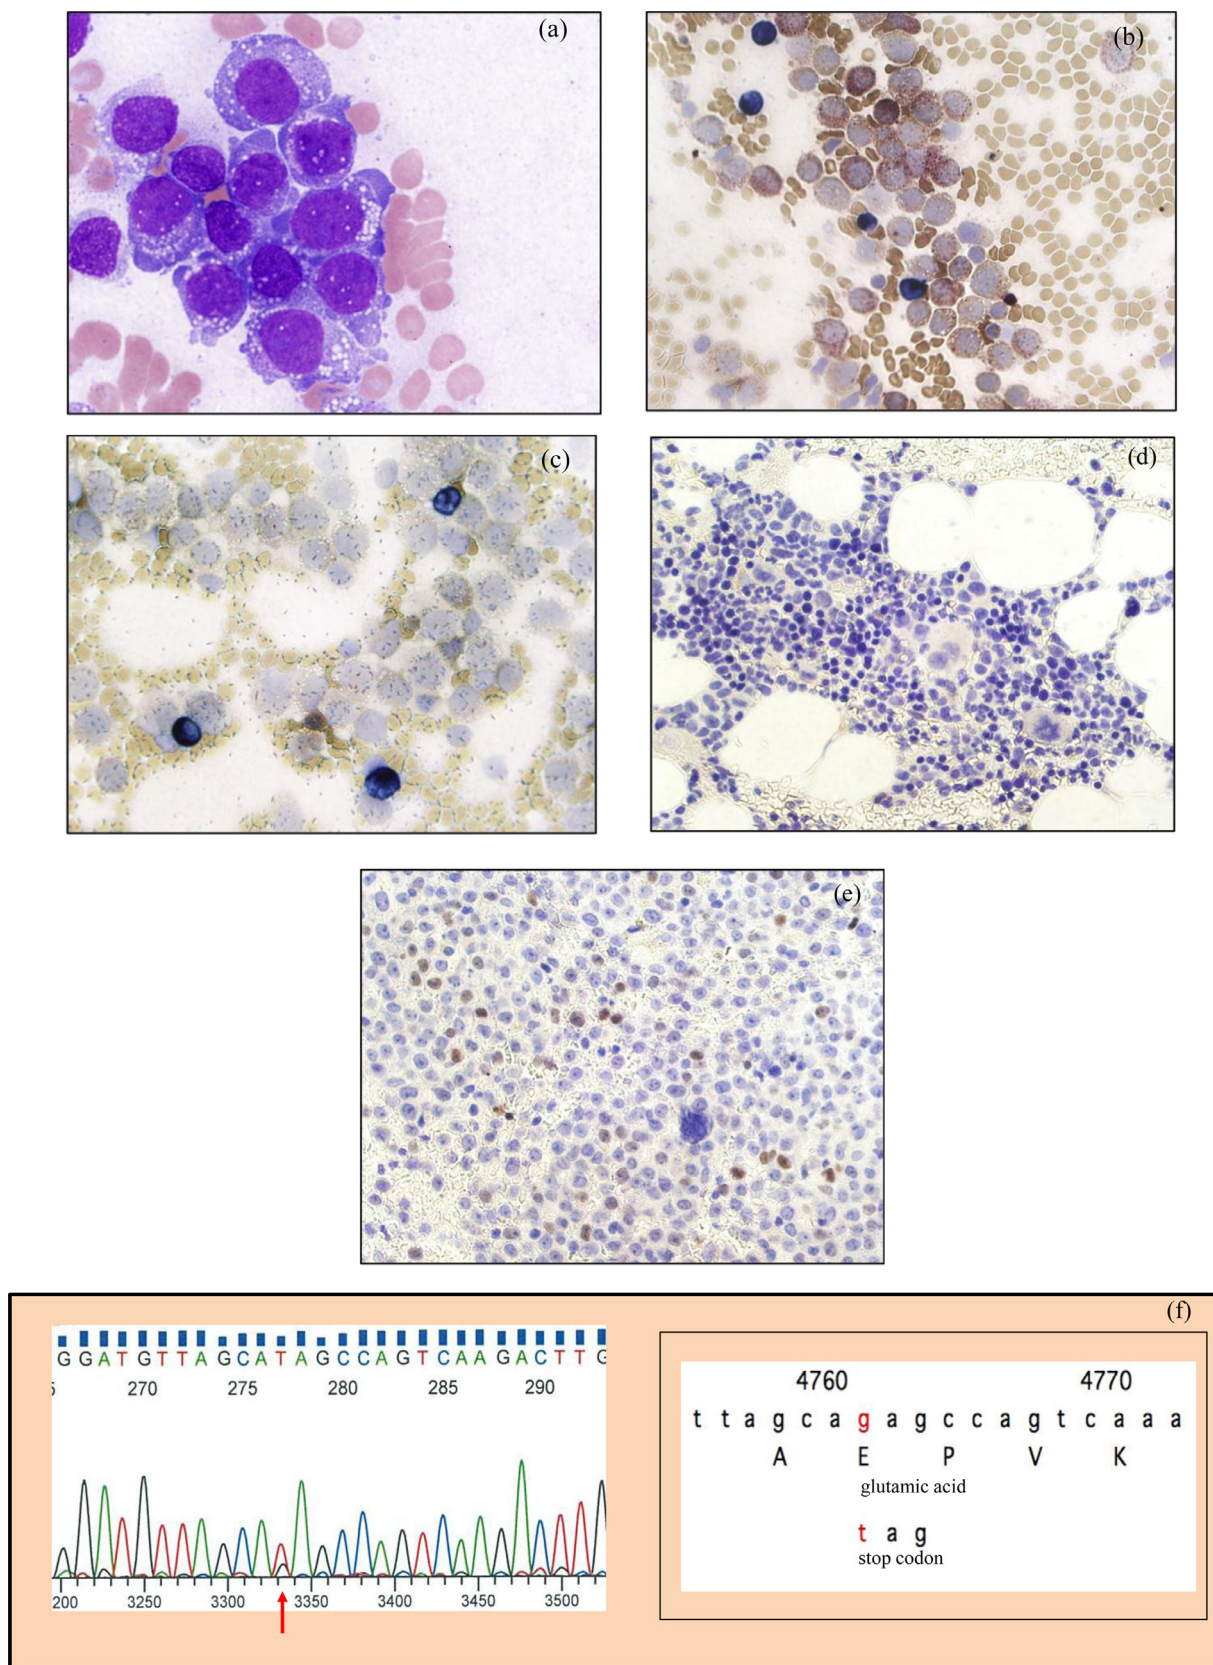 (a)
(b)
(c)
(d)
(e)
(f)
G G A T G T T A G C A T A G C C A G T C A A G A C T T G
270 275 280 285 290
200 3250 3300 3350 3400 3450 3500
4760 4770
t t a g c a g a g c c a g t c a a a
A E P V K
glutamic acid
t a g
stop codon